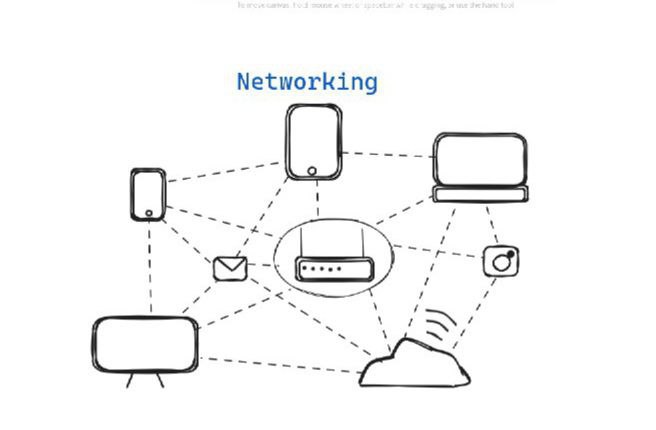 To move canvas, hold mouse wheel or spacebar while dragging, or use the hand tool
Networking